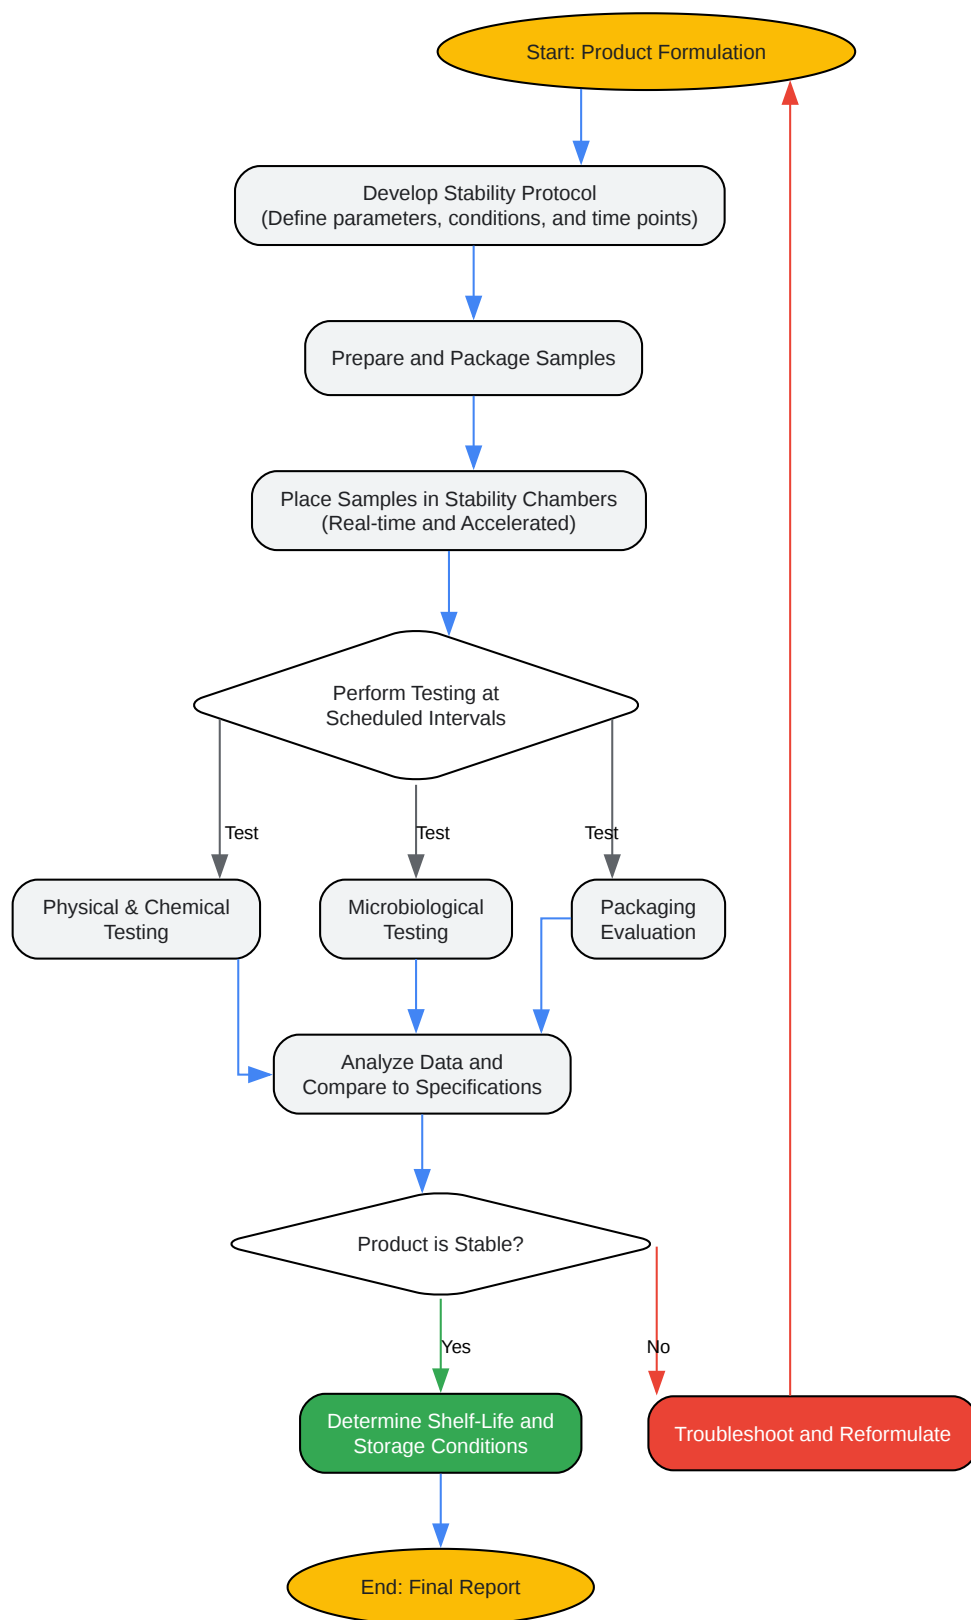 Start: Product Formulation
Develop Stability Protocol
(Define parameters, conditions, and time points)
Prepare and Package Samples
Place Samples in Stability Chambers
(Real-time and Accelerated)
Perform Testing at
Scheduled Intervals
Test
Test
Test
Physical & Chemical
Testing
Microbiological
Testing
Packaging
Evaluation
Analyze Data and
Compare to Specifications
Product is Stable?
Yes
No
Determine Shelf-Life and
Storage Conditions
Troubleshoot and Reformulate
End: Final Report